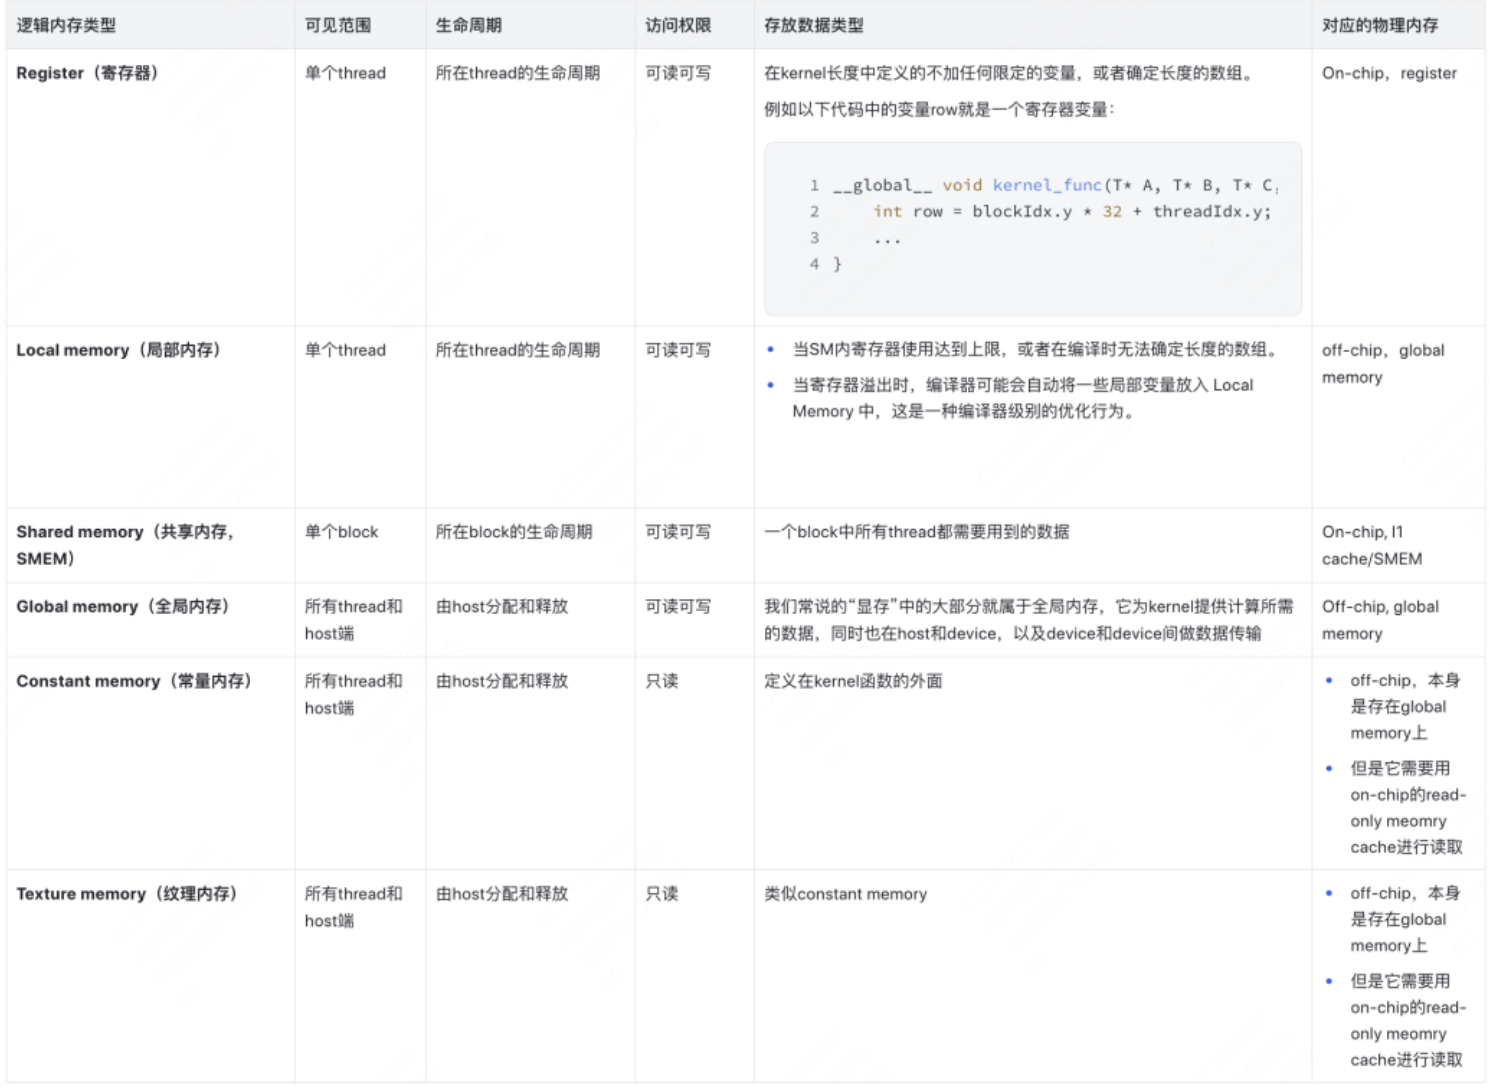 逻辑内存类型 可见范围 生命周期 访问权限 存放数据类型 对应的物理内存
Register（寄存器） 单个thread 所在thread的生命周期 可读可写 在kernel长度中定义的不加任何限定的变量，或者确定长度的数组。 On-chip，register
例如以下代码中的变量row就是一个寄存器变量：
1 __global__ void kernel_func(T* A, T* B, T* C,
2 int row = blockIdx.y * 32 + threadIdx.y;
3 ...
4 }
Local memory（局部内存） 单个thread 所在thread的生命周期 可读可写 • 当SM内寄存器使用达到上限，或者在编译时无法确定长度的数组。 off-chip，global
memory
• 当寄存器溢出时，编译器可能会自动将一些局部变量放入 Local
Memory 中，这是一种编译器级别的优化行为。
Shared memory（共享内存， 单个block 所在block的生命周期 可读可写 一个block中所有thread都需要用到的数据 On-chip, l1
SMEM） cache/SMEM
Global memory（全局内存） 所有thread和 由host分配和释放 可读可写 我们常说的“显存”中的大部分就属于全局内存，它为kernel提供计算所需 Off-chip, global
host端 的数据，同时也在host和device，以及device和device间做数据传输 memory
Constant memory（常量内存） 所有thread和 由host分配和释放 只读 定义在kernel函数的外面 • off-chip，本身
host端 是存在global
memory上
• 但是它需要用
on-chip的read-
only meomry
cache进行读取
Texture memory（纹理内存） 所有thread和 由host分配和释放 只读 类似constant memory • off-chip，本身
host端 是存在global
memory上
• 但是它需要用
on-chip的read-
only meomry
cache进行读取